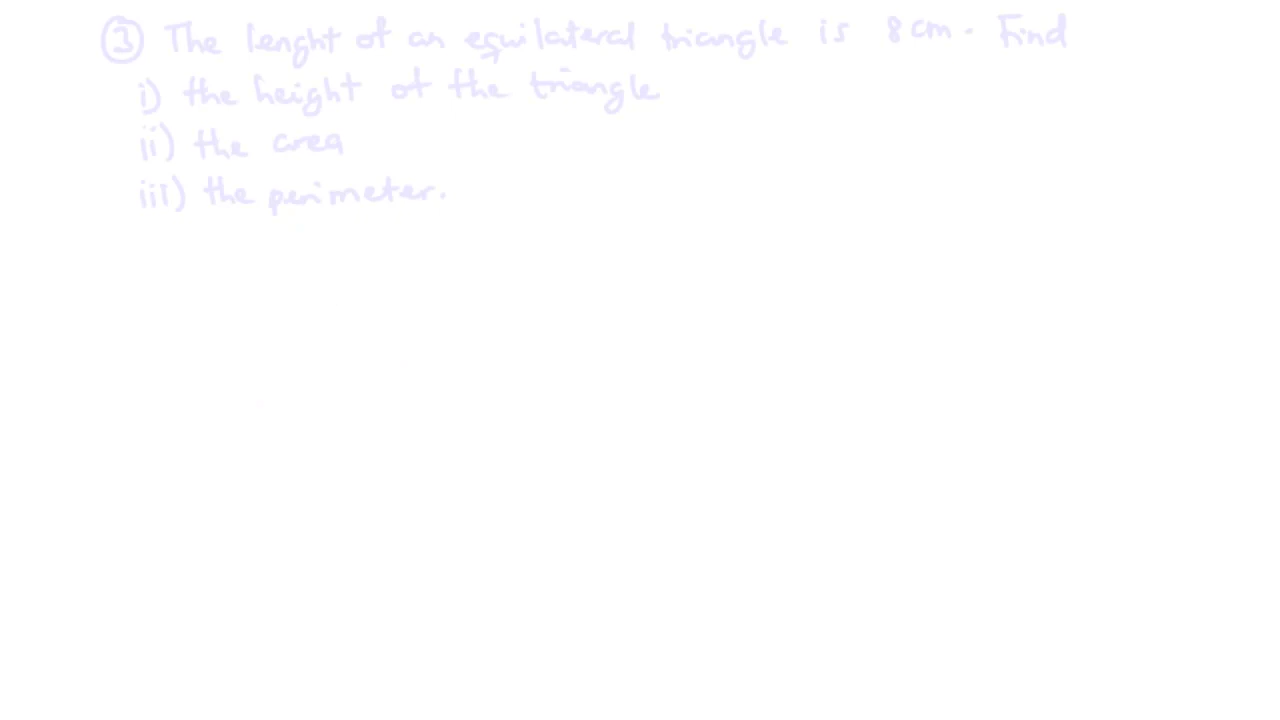 ③ The lenght of an equilateral triangle is 8 cm. Find
i) the height of the triangle
ii) the area
iii) the perimeter.